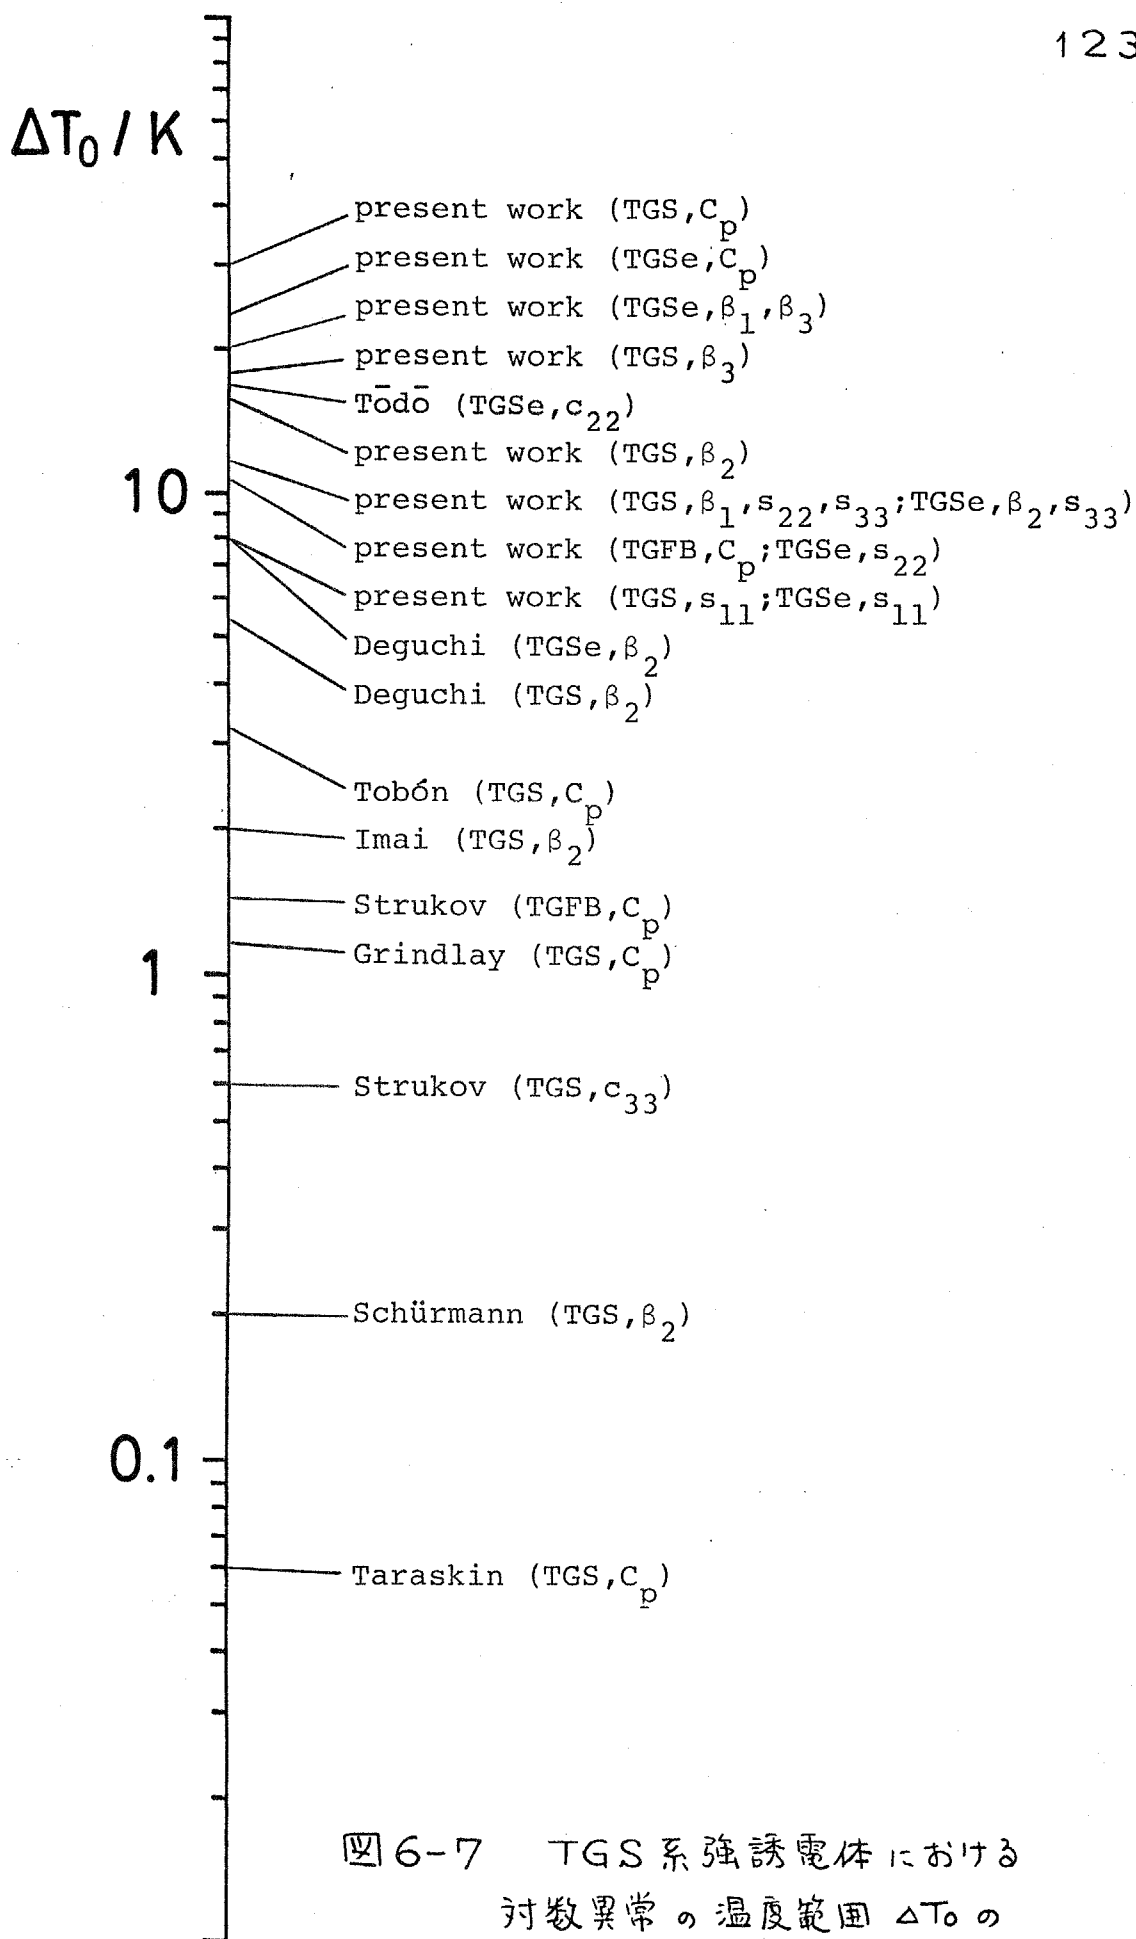 123
ΔT₀ / K
present work (TGS,Cₚ)
present work (TGSe,Cₚ)
present work (TGSe,β₁,β₃)
present work (TGS,β₃)
Tōdō (TGSe,c₂₂)
present work (TGS,β₂)
10
present work (TGS,β₁,s₂₂,s₃₃;TGSe,β₂,s₃₃)
present work (TGFB,Cₚ;TGSe,s₂₂)
present work (TGS,s₁₁;TGSe,s₁₁)
Deguchi (TGSe,β₂)
Deguchi (TGS,β₂)
Tobón (TGS,Cₚ)
Imai (TGS,β₂)
Strukov (TGFB,Cₚ)
Grindlay (TGS,Cₚ)
1
Strukov (TGS,c₃₃)
Schürmann (TGS,β₂)
0.1
Taraskin (TGS,Cₚ)
図6-7 TGS系強誘電体における
対数異常の温度範囲 ΔT₀の